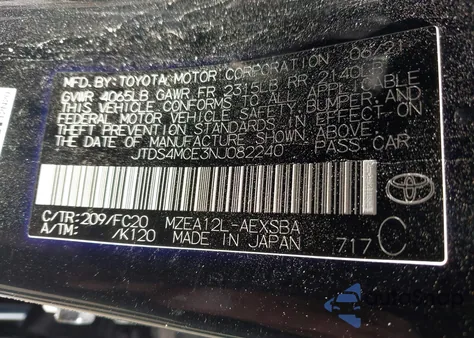 MFD. BY: TOYOTA MOTOR CORPORATION 06/21
GVWR 4065LB GAWR FR 2315LB RR 2140LB
THIS VEHICLE CONFORMS TO ALL APPLICABLE
FEDERAL MOTOR VEHICLE SAFETY, BUMPER, AND
THEFT PREVENTION STANDARDS IN EFFECT ON
THE DATE OF MANUFACTURE SHOWN ABOVE.
JTDS4MCE3NJ082240 PASS. CAR
C/TR: 209/FC20 MZEA12L-AEXSBA
A/TM: /K120 MADE IN JAPAN 717 C
autosnap